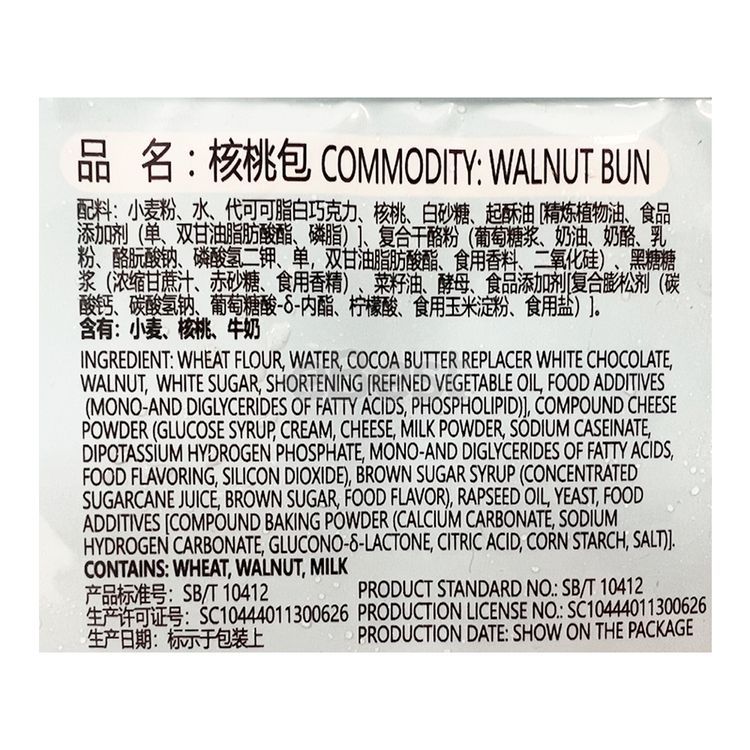 品 名：核桃包 COMMODITY: WALNUT BUN
配料：小麦粉、水、代可可脂白巧克力、核桃、白砂糖、起酥油 [精炼植物油、食品
添加剂（单、双甘油脂肪酸酯、磷脂）]、复合干酪粉（葡萄糖浆、奶油、奶酪、乳
粉、酪朊酸钠、磷酸氢二钾、单，双甘油脂肪酸酯、食用香料、二氧化硅）、黑糖糖
浆（浓缩甘蔗汁、赤砂糖、食用香精）、菜籽油、酵母、食品添加剂[复合膨松剂（碳
酸钙、碳酸氢钠、葡萄糖酸-δ-内酯、柠檬酸、食用玉米淀粉、食用盐）]。
含有：小麦、核桃、牛奶
INGREDIENT: WHEAT FLOUR, WATER, COCOA BUTTER REPLACER WHITE CHOCOLATE,
WALNUT, WHITE SUGAR, SHORTENING [REFINED VEGETABLE OIL, FOOD ADDITIVES
(MONO-AND DIGLYCERIDES OF FATTY ACIDS, PHOSPHOLIPID)], COMPOUND CHEESE
POWDER (GLUCOSE SYRUP, CREAM, CHEESE, MILK POWDER, SODIUM CASEINATE,
DIPOTASSIUM HYDROGEN PHOSPHATE, MONO-AND DIGLYCERIDES OF FATTY ACIDS,
FOOD FLAVORING, SILICON DIOXIDE), BROWN SUGAR SYRUP (CONCENTRATED
SUGARCANE JUICE, BROWN SUGAR, FOOD FLAVOR), RAPSEED OIL, YEAST, FOOD
ADDITIVES [COMPOUND BAKING POWDER (CALCIUM CARBONATE, SODIUM
HYDROGEN CARBONATE, GLUCONO-δ-LACTONE, CITRIC ACID, CORN STARCH, SALT)].
CONTAINS: WHEAT, WALNUT, MILK
产品标准号：SB/T 10412 PRODUCT STANDARD NO.: SB/T 10412
生产许可证号：SC10444011300626 PRODUCTION LICENSE NO.: SC10444011300626
生产日期：标示于包装上 PRODUCTION DATE: SHOW ON THE PACKAGE